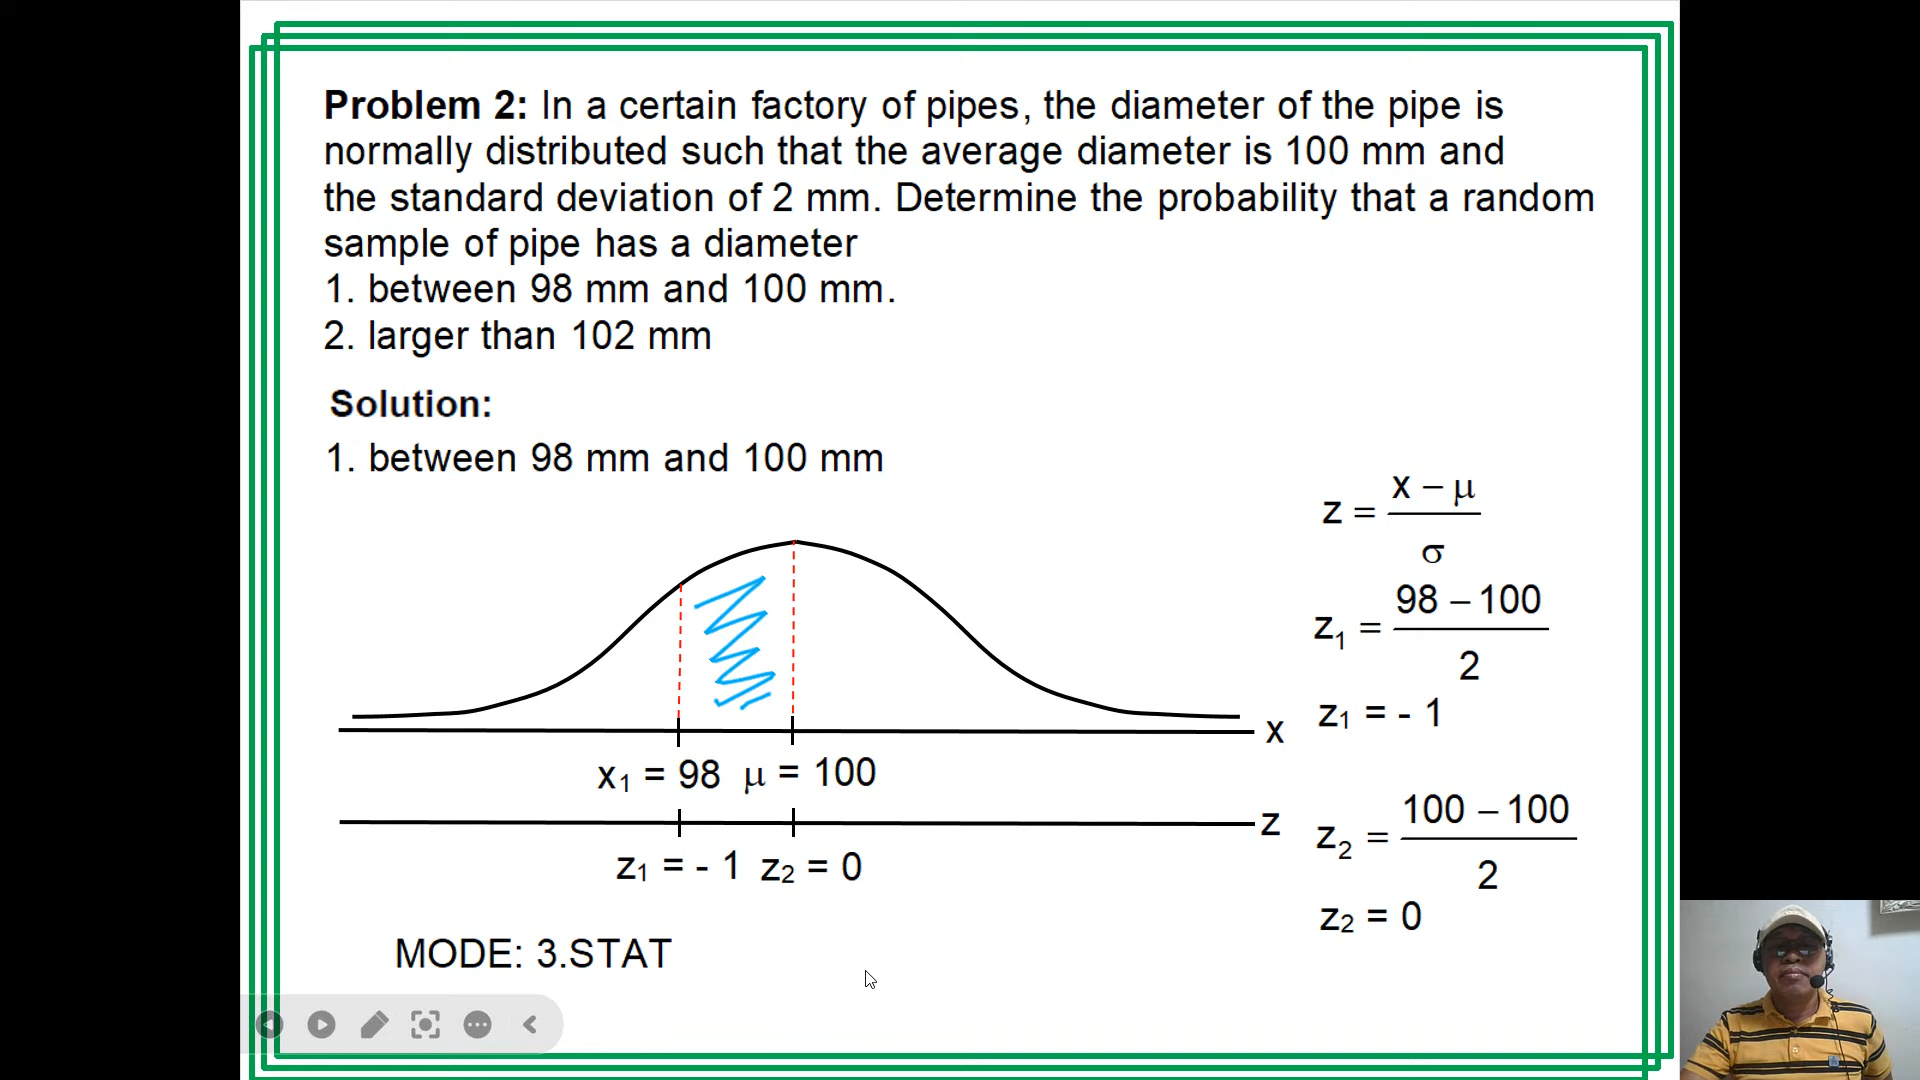 Problem 2: In a certain factory of pipes, the diameter of the pipe is
normally distributed such that the average diameter is 100 mm and
the standard deviation of 2 mm. Determine the probability that a random
sample of pipe has a diameter
1. between 98 mm and 100 mm.
2. larger than 102 mm
Solution:
1. between 98 mm and 100 mm
x
x₁ = 98 μ = 100
z
z₁ = - 1 z₂ = 0
MODE: 3.STAT
z = x – μ
σ
z₁ = 98 – 100
2
z₁ = - 1
z₂ = 100 – 100
2
z₂ = 0